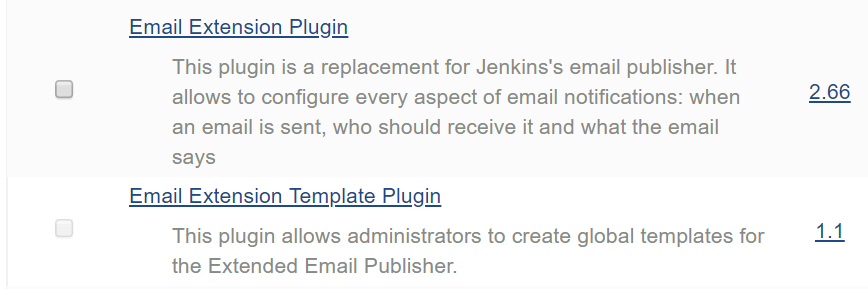 Email Extension Plugin
This plugin is a replacement for Jenkins's email publisher. It
allows to configure every aspect of email notifications: when
2.66
an email is sent, who should receive it and what the email
says
Email Extension Template Plugin
This plugin allows administrators to create global templates for
1.1
the Extended Email Publisher.